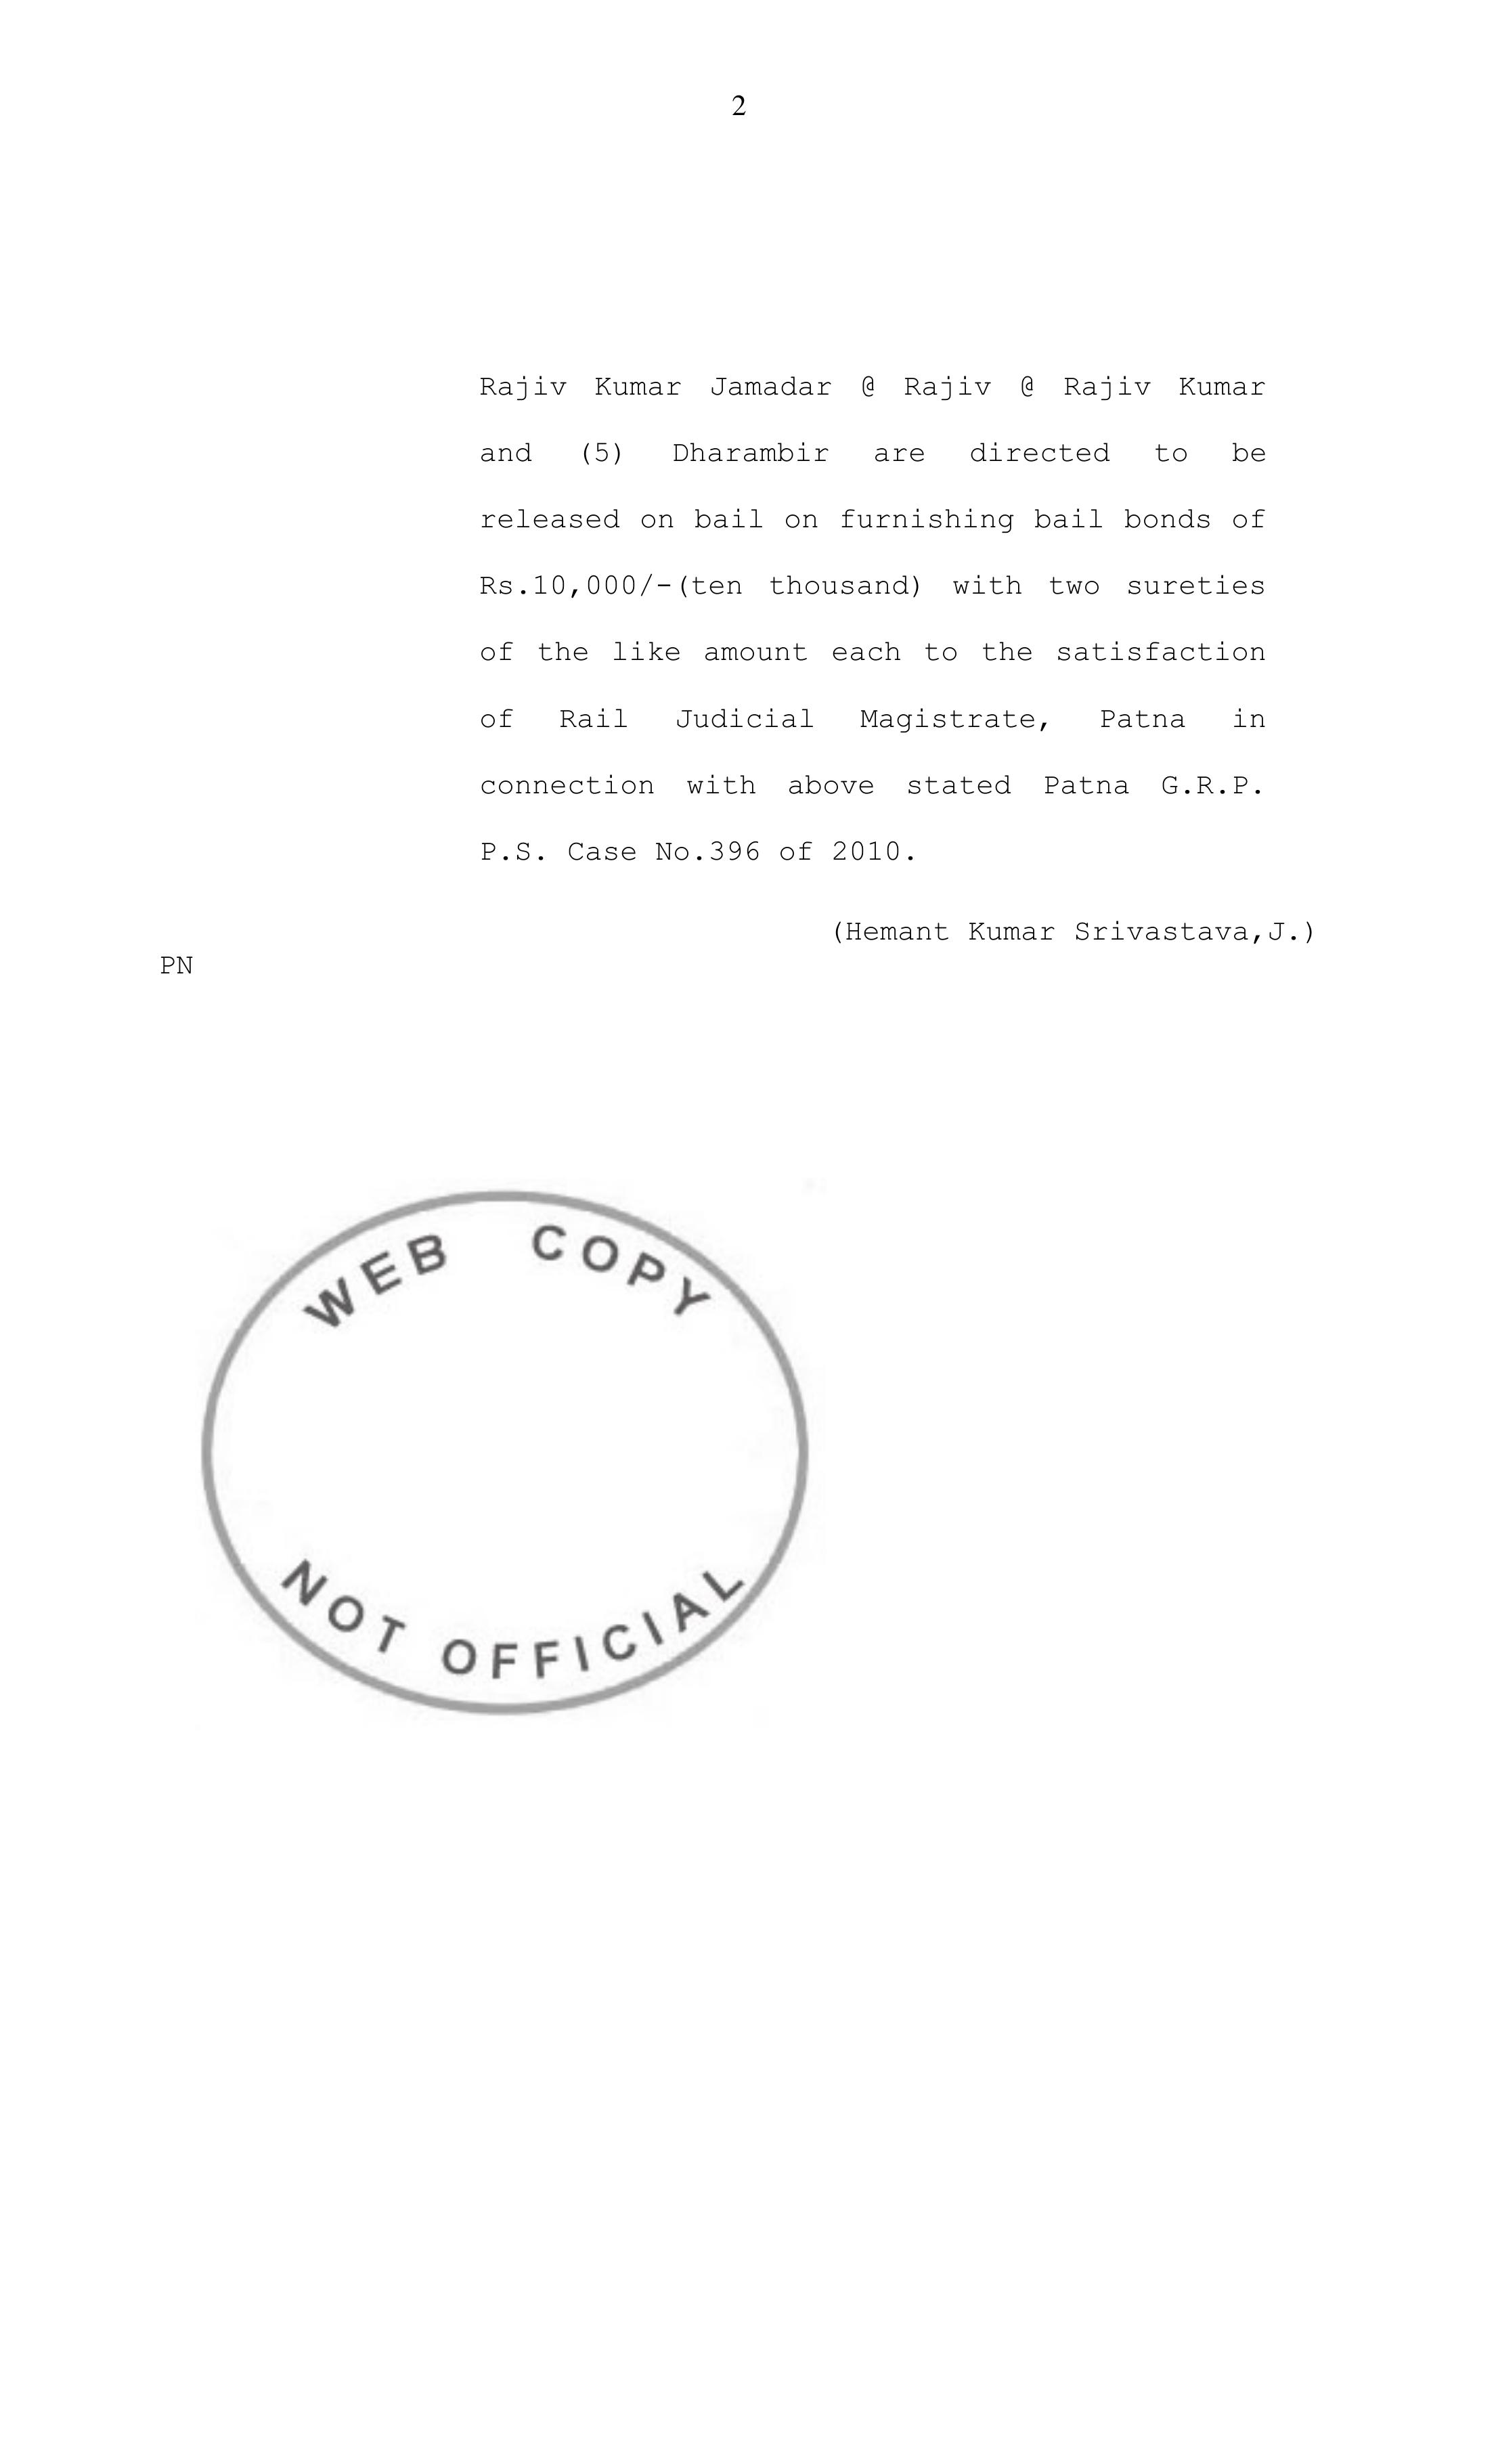 2
Rajiv Kumar Jamadar @ Rajiv @ Rajiv Kumar
and (5) Dharambir are directed to be
released on bail on furnishing bail bonds of
Rs.10,000/-(ten thousand) with two sureties
of the like amount each to the satisfaction
of Rail Judicial Magistrate, Patna in
connection with above stated Patna G.R.P.
P.S. Case No.396 of 2010.
(Hemant Kumar Srivastava,J.)
PN
WEB COPY
NOT OFFICIAL